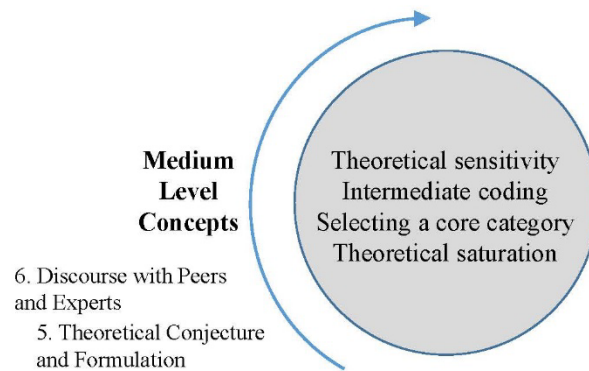 Medium
Level
Concepts
Theoretical sensitivity
Intermediate coding
Selecting a core category
Theoretical saturation
6. Discourse with Peers
and Experts
5. Theoretical Conjecture
and Formulation